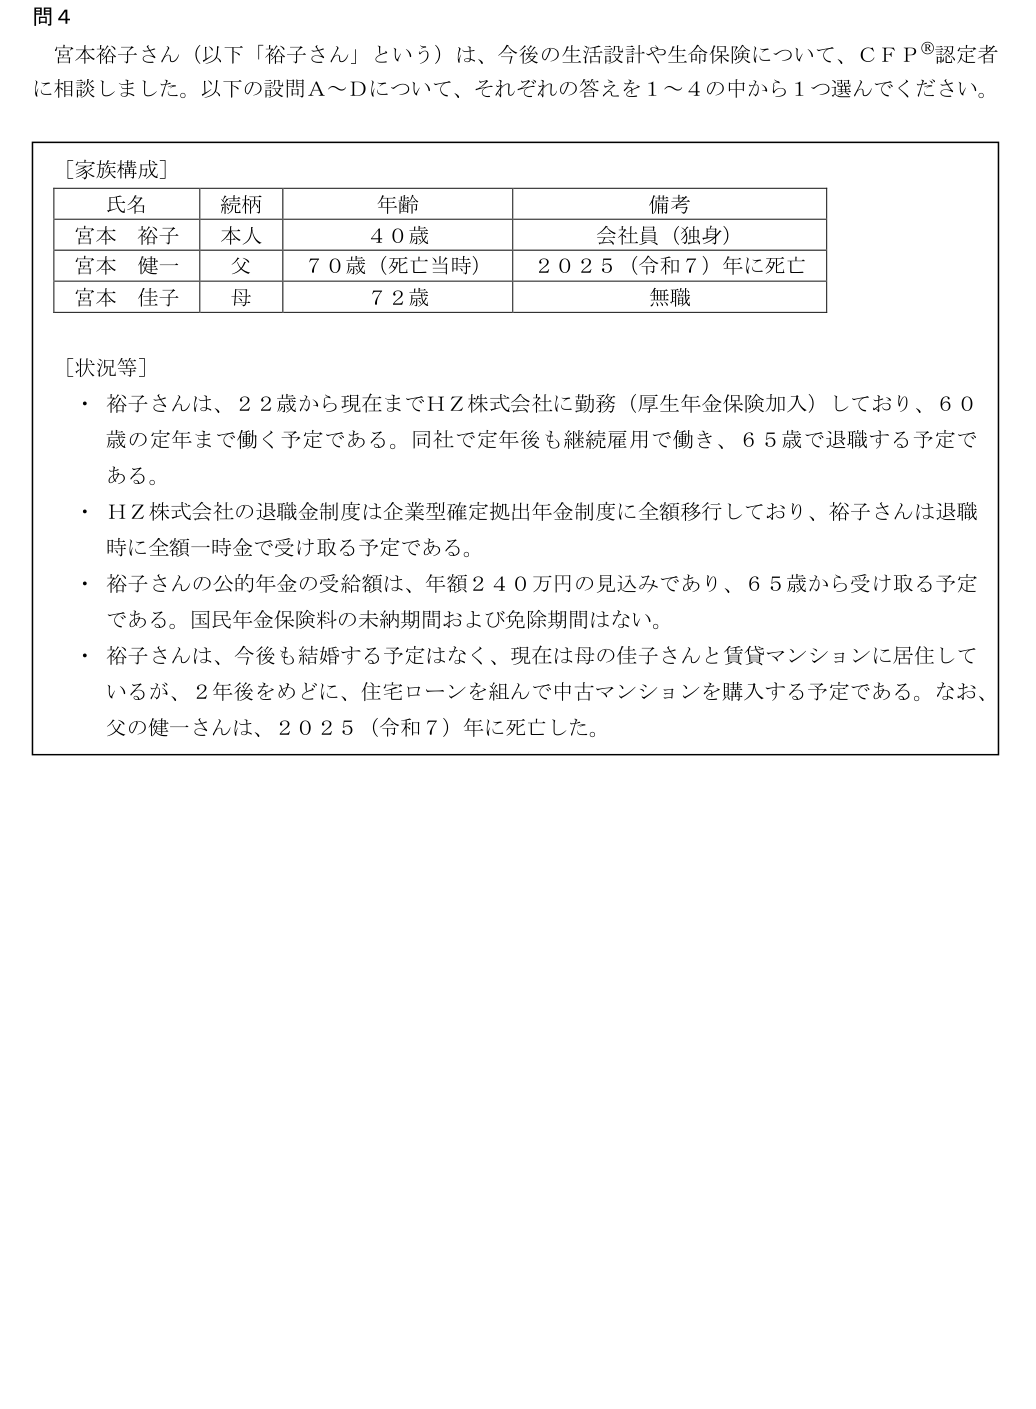 問４
宮本裕子さん（以下「裕子さん」という）は、今後の生活設計や生命保険について、ＣＦＰ®認定者
に相談しました。以下の設問Ａ～Ｄについて、それぞれの答えを１～４の中から１つ選んでください。
［家族構成］
氏名 続柄 年齢 備考
宮本　裕子 本人 ４０歳 会社員（独身）
宮本　健一 父 ７０歳（死亡当時） ２０２５（令和７）年に死亡
宮本　佳子 母 ７２歳 無職
［状況等］
・ 裕子さんは、２２歳から現在までＨＺ株式会社に勤務（厚生年金保険加入）しており、６０
歳の定年まで働く予定である。同社で定年後も継続雇用で働き、６５歳で退職する予定で
ある。
・ ＨＺ株式会社の退職金制度は企業型確定拠出年金制度に全額移行しており、裕子さんは退職
時に全額一時金で受け取る予定である。
・ 裕子さんの公的年金の受給額は、年額２４０万円の見込みであり、６５歳から受け取る予定
である。国民年金保険料の未納期間および免除期間はない。
・ 裕子さんは、今後も結婚する予定はなく、現在は母の佳子さんと賃貸マンションに居住して
いるが、２年後をめどに、住宅ローンを組んで中古マンションを購入する予定である。なお、
父の健一さんは、２０２５（令和７）年に死亡した。